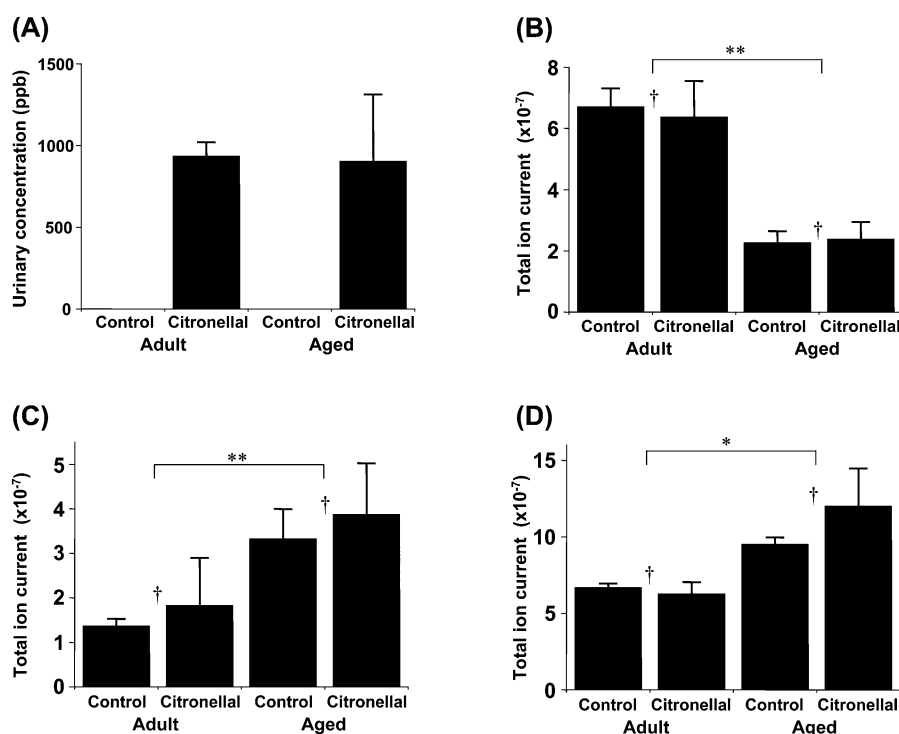 (A)
Urinary concentration (ppb)
1500
1000
500
0
Control Citronellal Control Citronellal
Adult Aged
(B)
Total ion current (x10-7)
**
8
6
4
2
0
†
†
Control Citronellal Control Citronellal
Adult Aged
(C)
Total ion current (x10-7)
**
5
4
3
2
1
0
†
†
Control Citronellal Control Citronellal
Adult Aged
(D)
Total ion current (x10-7)
*
15
10
5
0
†
†
Control Citronellal Control Citronellal
Adult Aged